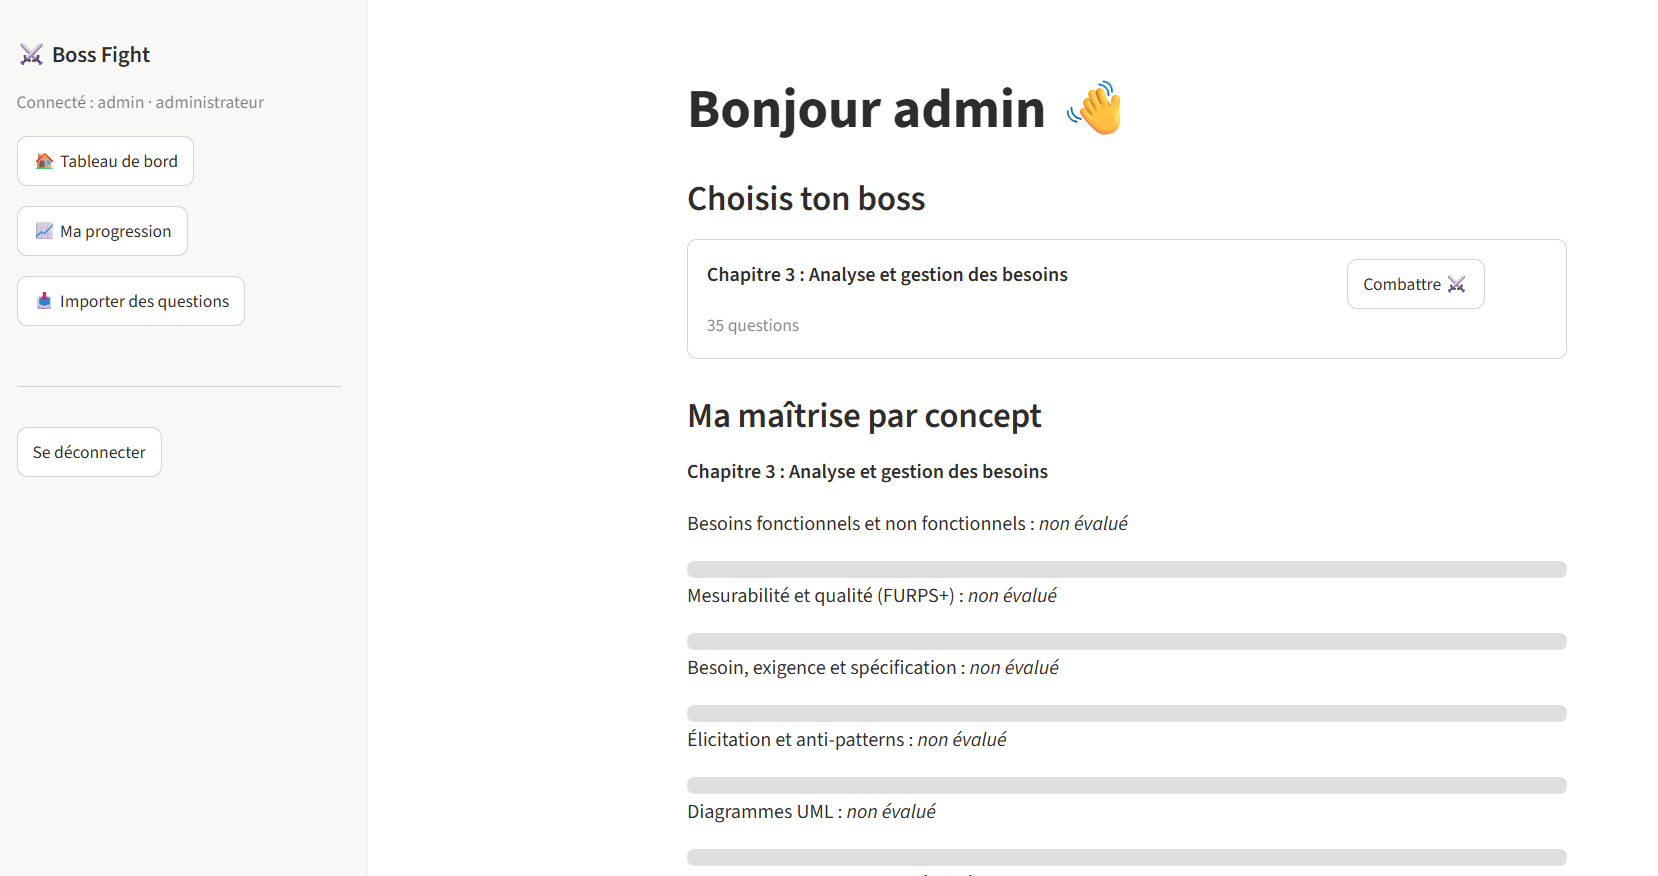 Boss Fight
Connecté : admin · administrateur
Tableau de bord
Ma progression
Importer des questions
Se déconnecter
Bonjour admin
Choisis ton boss
Chapitre 3 : Analyse et gestion des besoins
Combattre
35 questions
Ma maîtrise par concept
Chapitre 3 : Analyse et gestion des besoins
Besoins fonctionnels et non fonctionnels : non évalué
Mesurabilité et qualité (FURPS+) : non évalué
Besoin, exigence et spécification : non évalué
Élicitation et anti-patterns : non évalué
Diagrammes UML : non évalué